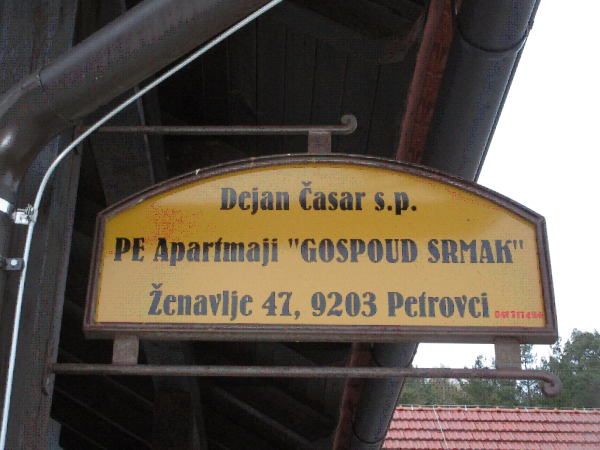 Dejan Časar s.p.
PE Apartmaji "GOSPOUD SRMAK"
Ženavlje 47, 9203 Petrovci